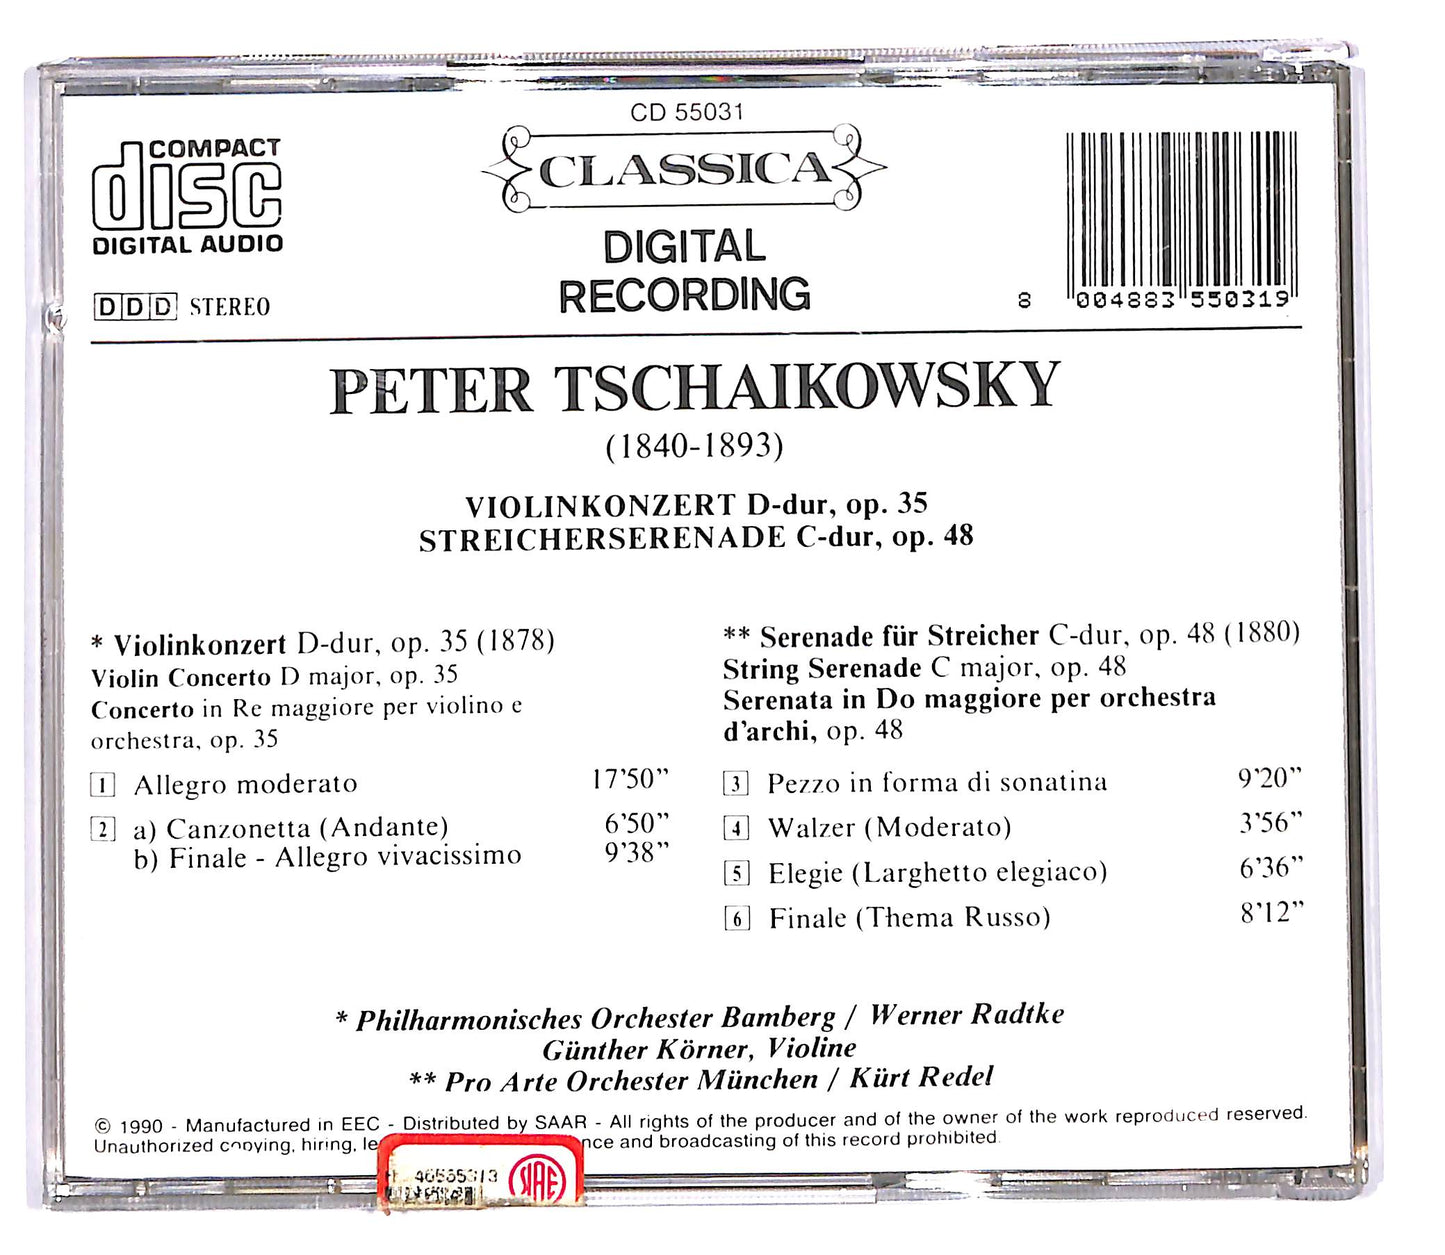 CD 55031
COMPACT
disc
DIGITAL AUDIO
CLASSICA
DIGITAL
RECORDING
DDD STEREO
8 004883 550319
PETER TSCHAIKOWSKY
(1840-1893)
VIOLINKONZERT D-dur, op. 35
STREICHERSERENADE C-dur, op. 48
* Violinkonzert D-dur, op. 35 (1878)
Violin Concerto D major, op. 35
Concerto in Re maggiore per violino e
orchestra, op. 35
1 Allegro moderato 17'50”
2 a) Canzonetta (Andante) 6'50”
b) Finale - Allegro vivacissimo 9'38”
** Serenade für Streicher C-dur, op. 48 (1880)
String Serenade C major, op. 48
Serenata in Do maggiore per orchestra
d'archi, op. 48
3 Pezzo in forma di sonatina 9'20”
4 Walzer (Moderato) 3'56”
5 Elegie (Larghetto elegiaco) 6'36”
6 Finale (Thema Russo) 8'12”
* Philharmonisches Orchester Bamberg / Werner Radtke
Günther Körner, Violine
** Pro Arte Orchester München / Kürt Redel
© 1990 - Manufactured in EEC - Distributed by SAAR - All rights of the producer and of the owner of the work reproduced reserved.
Unauthorized copying, hiring, and broadcasting of this record prohibited.
SIAE